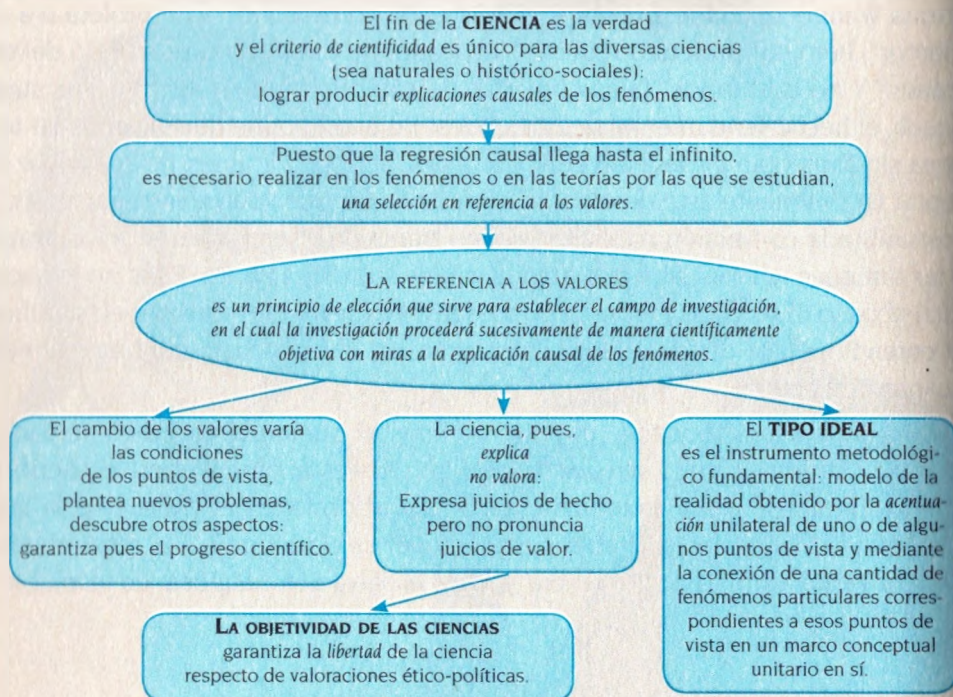 El fin de la CIENCIA es la verdad
y el criterio de cientificidad es único para las diversas ciencias
(sea naturales o histórico-sociales):
lograr producir explicaciones causales de los fenómenos.
Puesto que la regresión causal llega hasta el infinito,
es necesario realizar en los fenómenos o en las teorías por las que se estudian,
una selección en referencia a los valores.
LA REFERENCIA A LOS VALORES
es un principio de elección que sirve para establecer el campo de investigación,
en el cual la investigación procederá sucesivamente de manera científicamente
objetiva con miras a la explicación causal de los fenómenos.
El cambio de los valores varía
las condiciones
de los puntos de vista,
plantea nuevos problemas,
descubre otros aspectos:
garantiza pues el progreso científico.
La ciencia, pues,
explica
no valora:
Expresa juicios de hecho
pero no pronuncia
juicios de valor.
El TIPO IDEAL
es el instrumento metodológi-
co fundamental: modelo de la
realidad obtenido por la acentua-
ción unilateral de uno o de algu-
nos puntos de vista y mediante
la conexión de una cantidad de
fenómenos particulares corres-
pondientes a esos puntos de
vista en un marco conceptual
unitario en sí.
LA OBJETIVIDAD DE LAS CIENCIAS
garantiza la libertad de la ciencia
respecto de valoraciones ético-políticas.